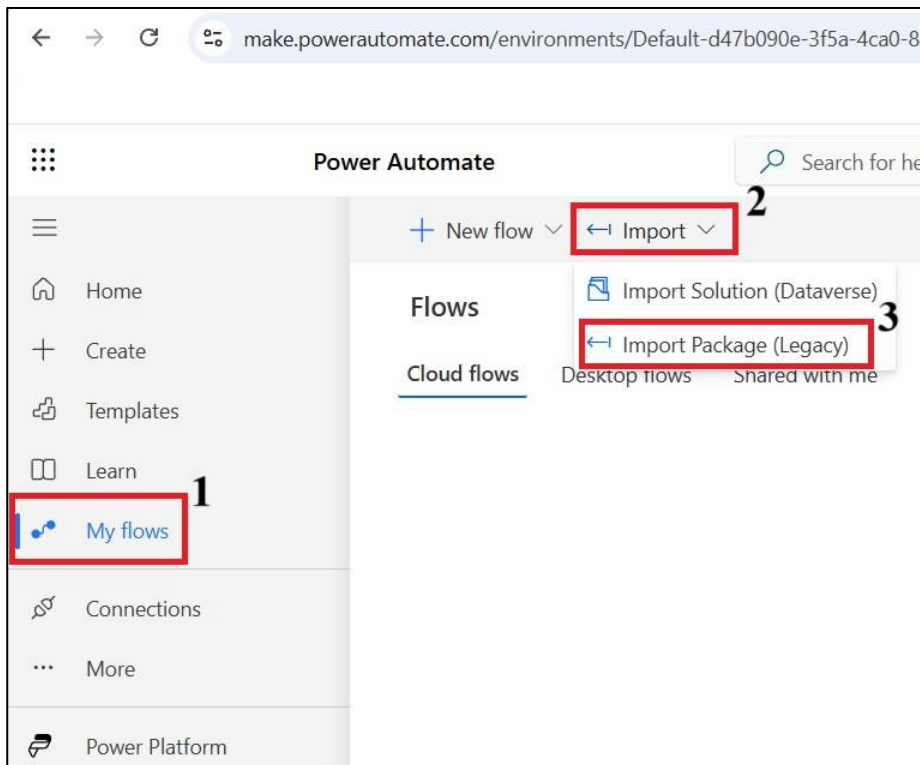 make.powerautomate.com/environments/Default-d47b090e-3f5a-4ca0-8
Power Automate
Search for he
2
New flow
Import
Home
Import Solution (Dataverse)
Flows
3
Create
Import Package (Legacy)
Cloud flows
Desktop flows
Shared with me
Templates
Learn
1
My flows
Connections
More
Power Platform